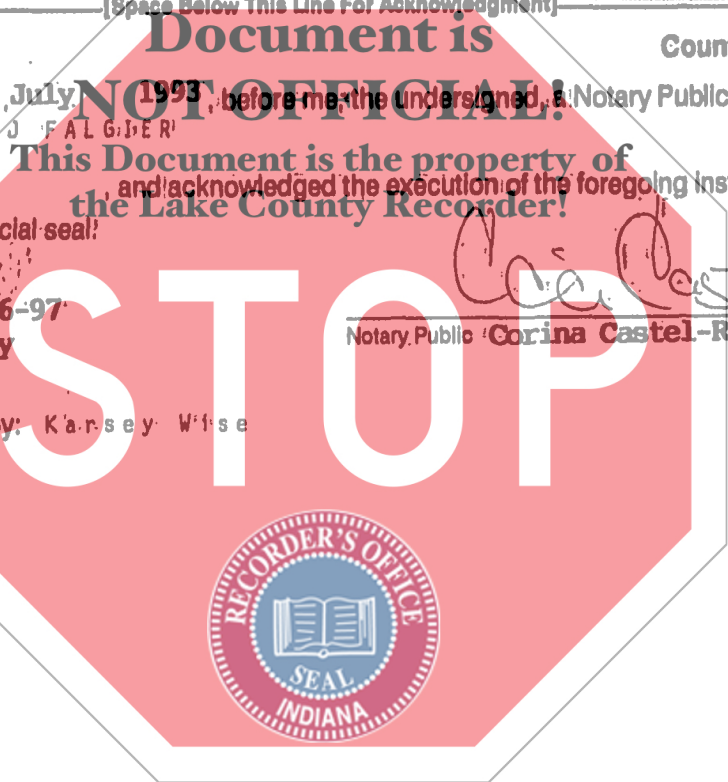 [Space Below This Line For Acknowledgment]
Document is
Coun
NOT OFFICIAL!
July, 1993, before me, the undersigned, a Notary Public
J FALGIER
This Document is the property of
, and acknowledged the execution of the foregoing ins
the Lake County Recorder!
cial seal.
6-97
y
Notary Public Corina Castel-R
STOP
y: Karsey Wise
RECORDER'S OFFICE
SEAL
INDIANA